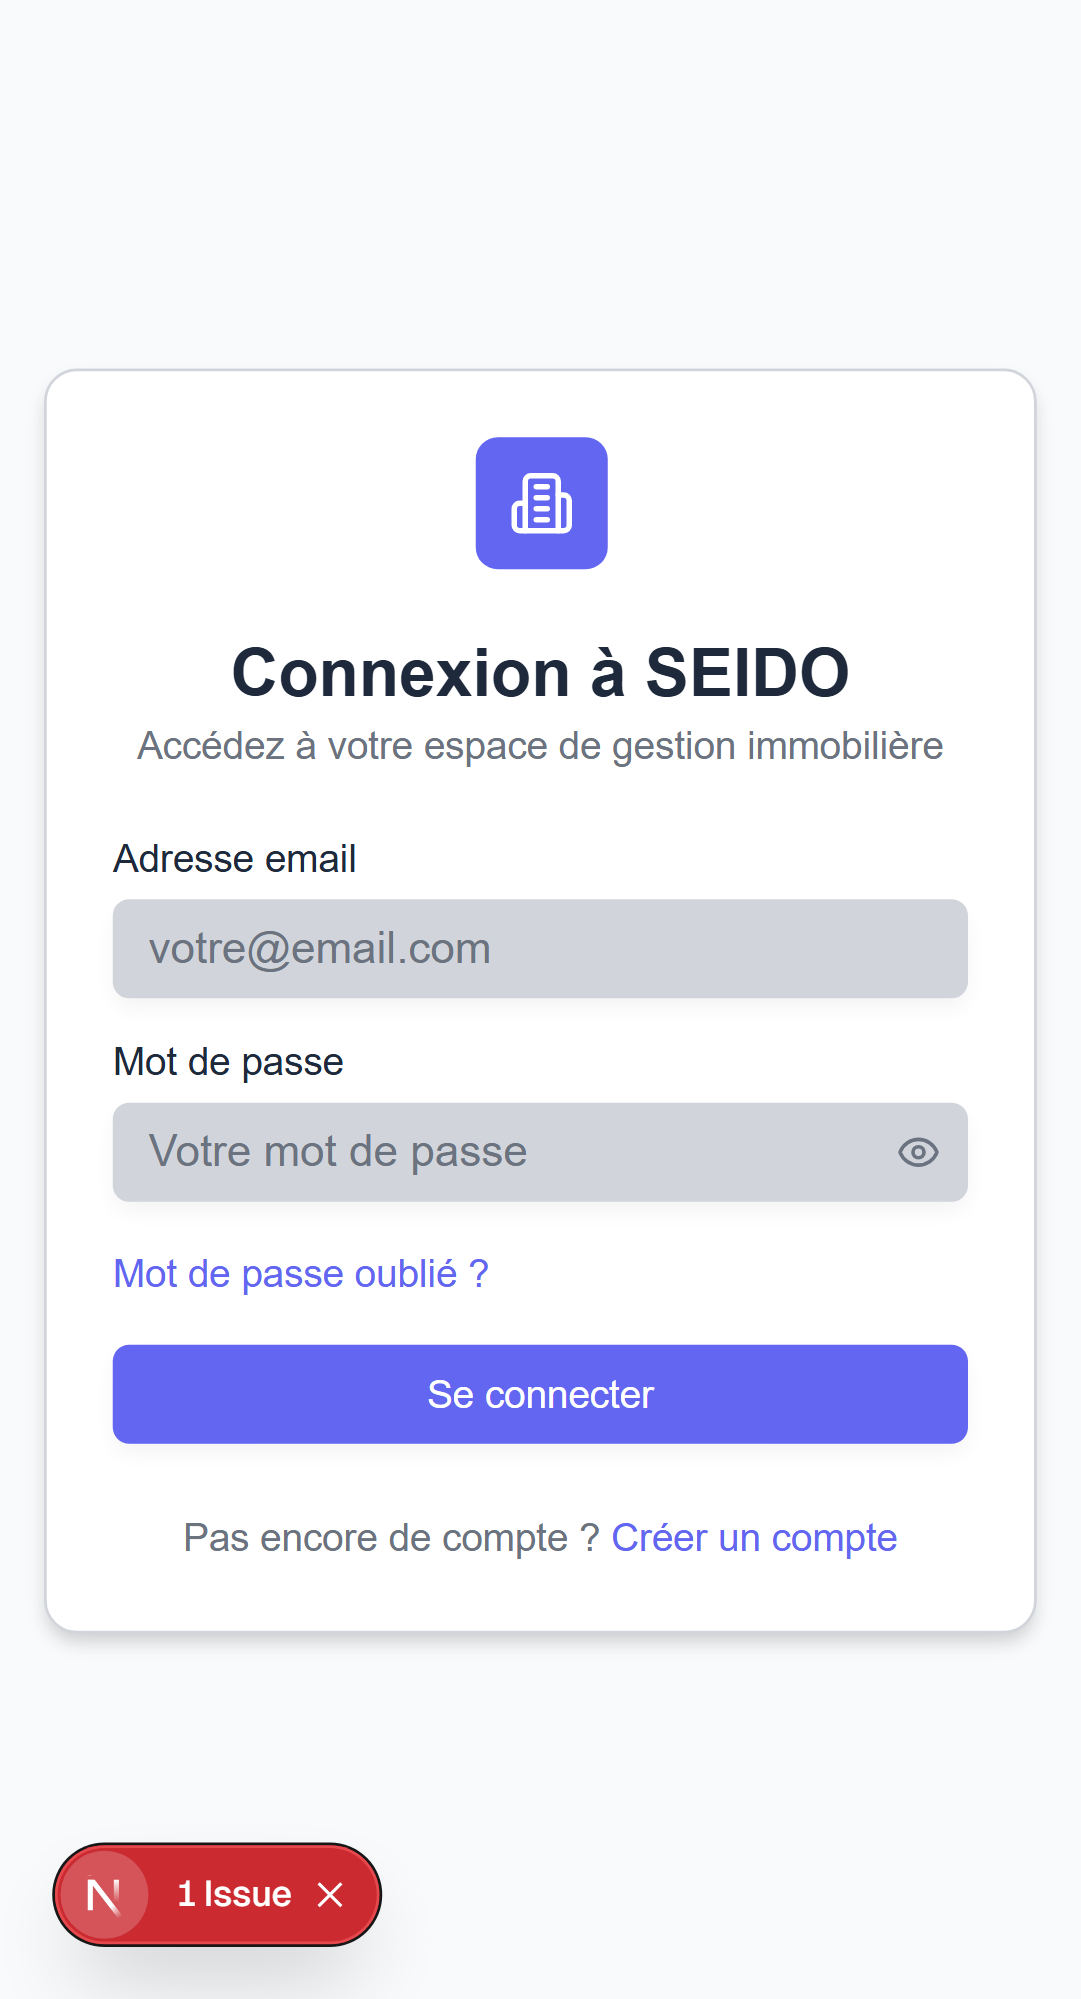 Connexion à SEIDO
Accédez à votre espace de gestion immobilière
Adresse email
votre@email.com
Mot de passe
Votre mot de passe
Mot de passe oublié ?
Se connecter
Pas encore de compte ? Créer un compte
N 1 Issue